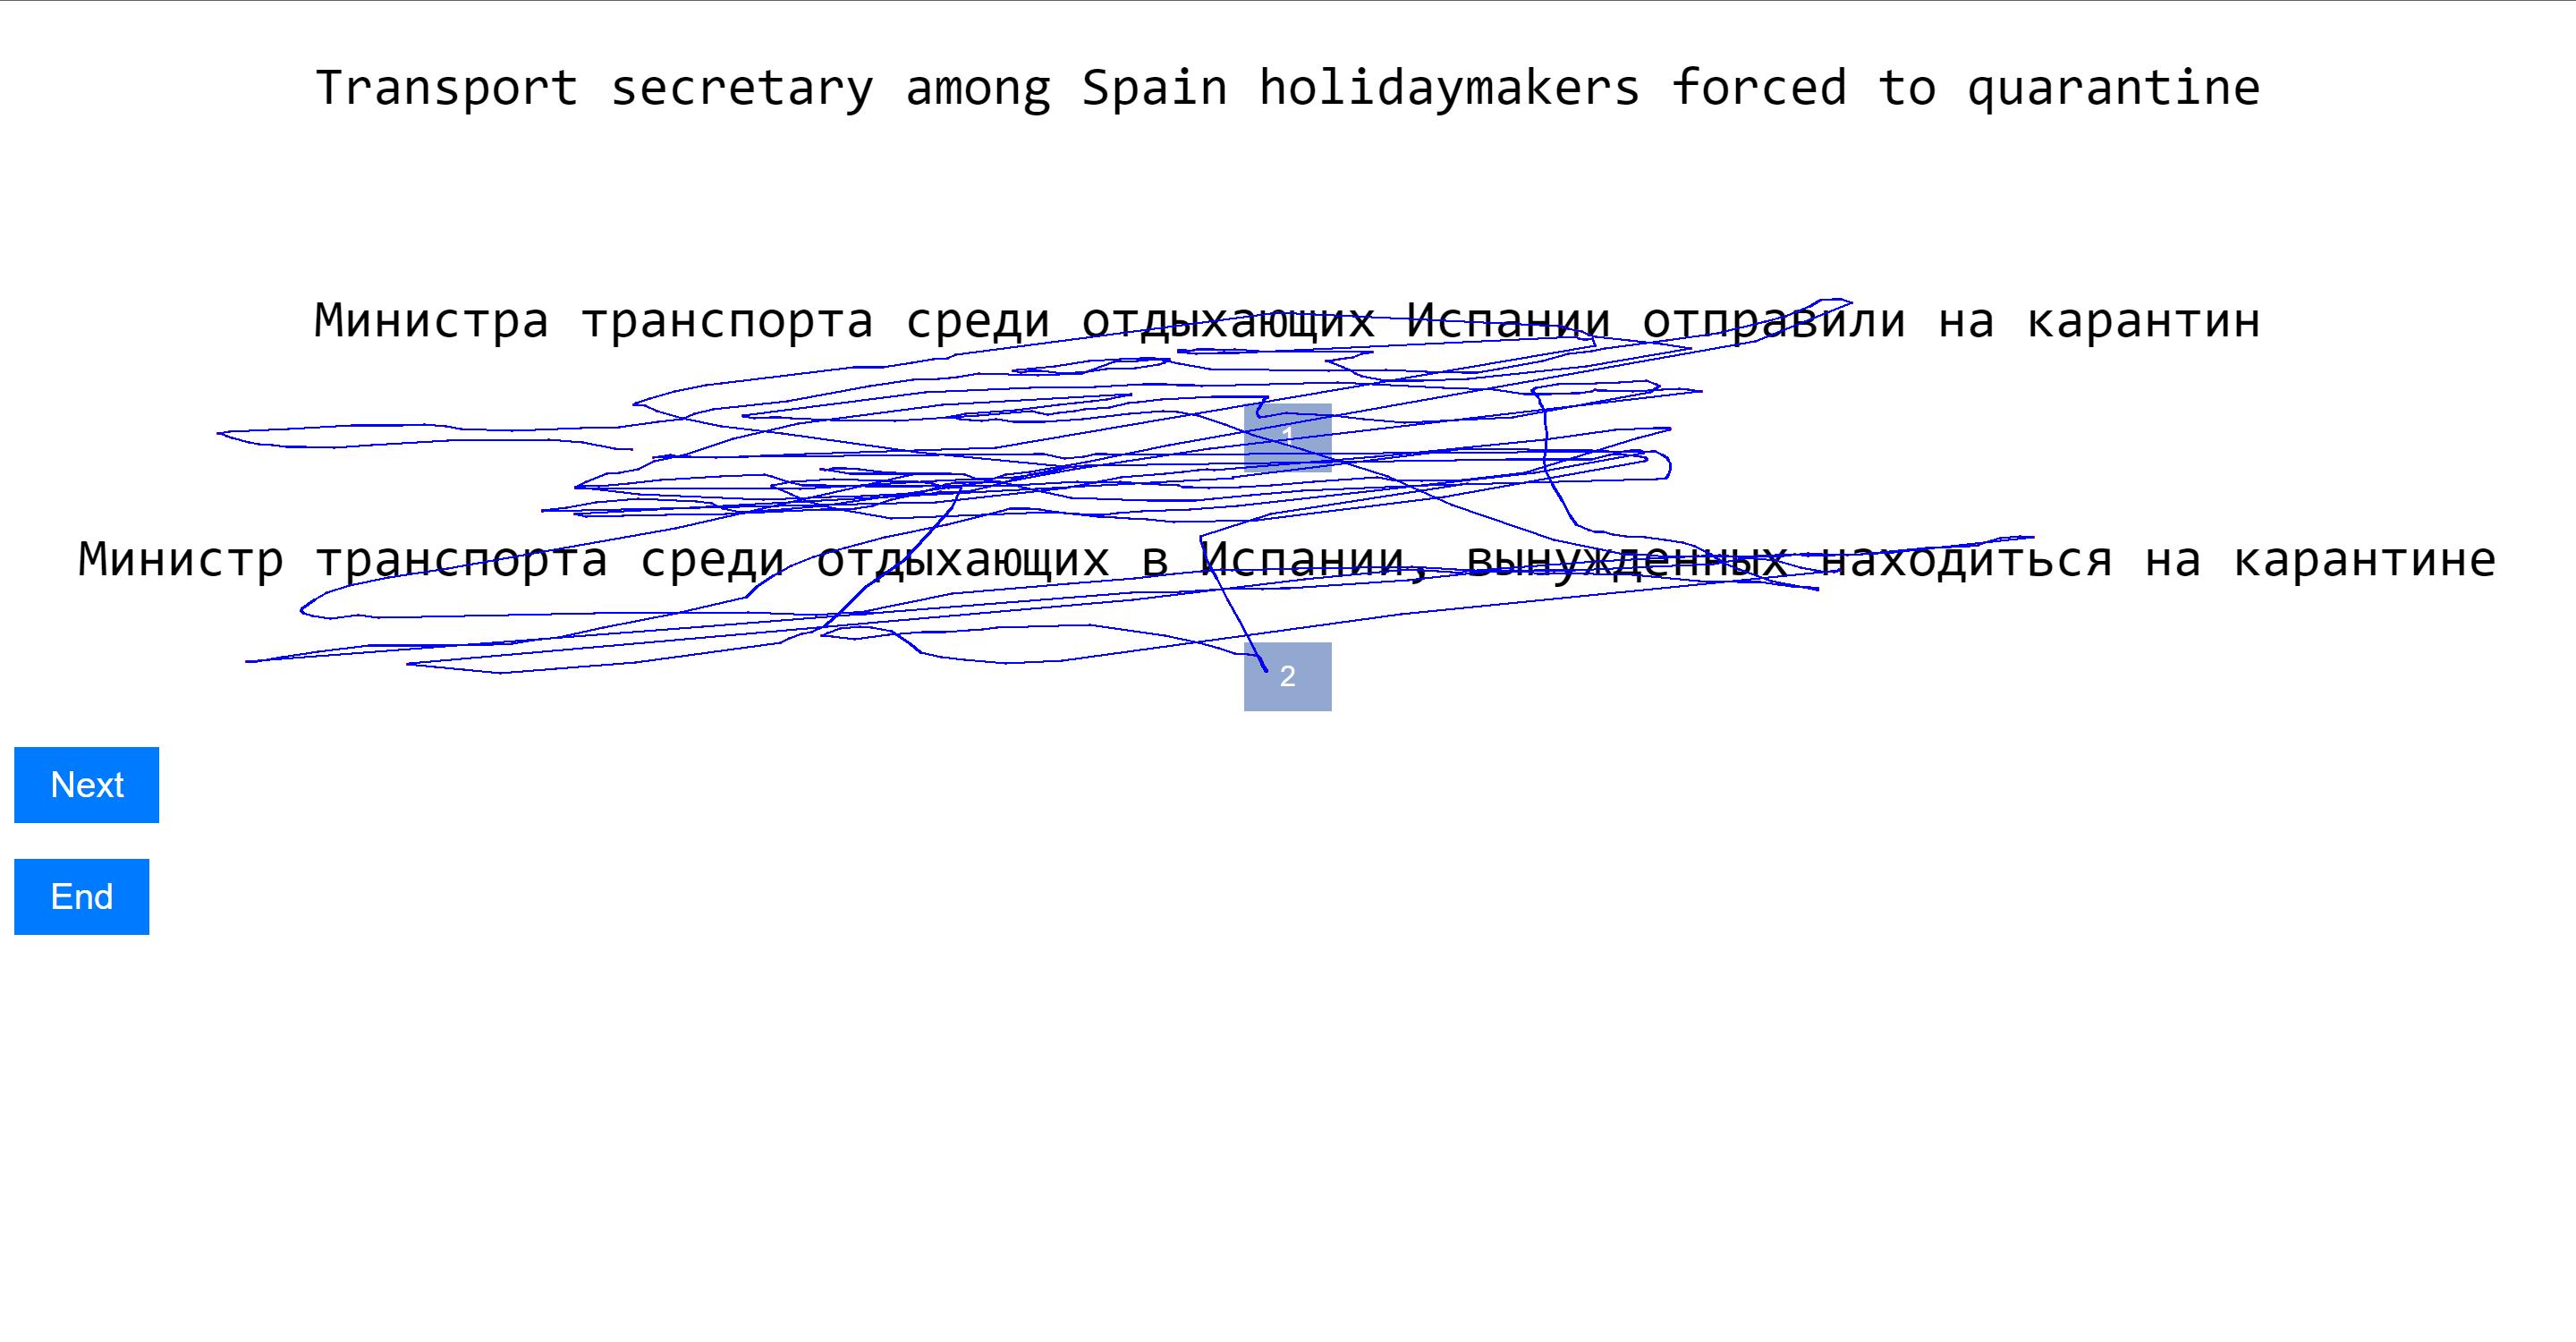 Transport secretary among Spain holidaymakers forced to quarantine
Министра транспорта среди отдыхающих Испании отправили на карантин
1
Министр транспорта среди отдыхающих в Испании, вынужденных находиться на карантине
2
Next
End